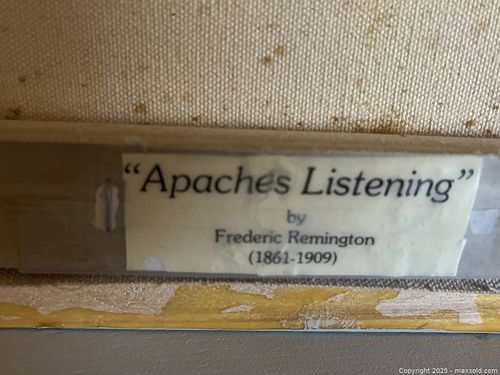 "Apaches Listening"
by
Frederic Remington
(1861-1909)
Copyright 2025 - maxsold.com